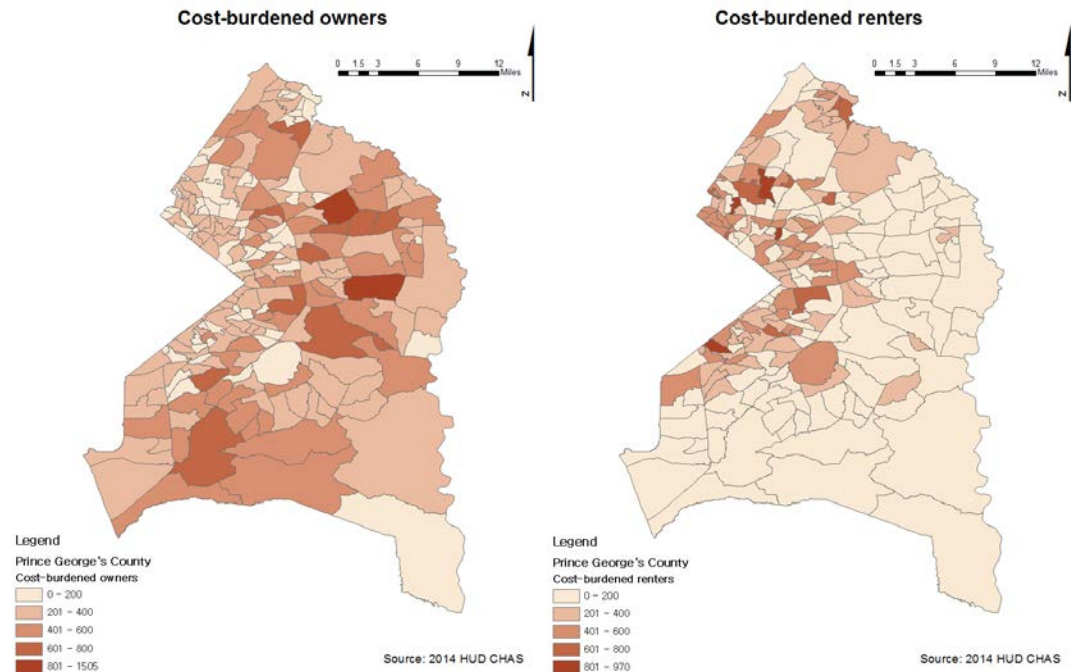 Cost-burdened owners
0 1.5 3 6 9 12
Miles
N
Legend
Prince George's County
Cost-burdened owners
0 - 200
201 - 400
401 - 600
601 - 800
801 - 1505
Source: 2014 HUD CHAS
Cost-burdened renters
0 1.5 3 6 9 12
Miles
N
Legend
Prince George's County
Cost-burdened renters
0 - 200
201 - 400
401 - 600
601 - 800
801 - 970
Source: 2014 HUD CHAS